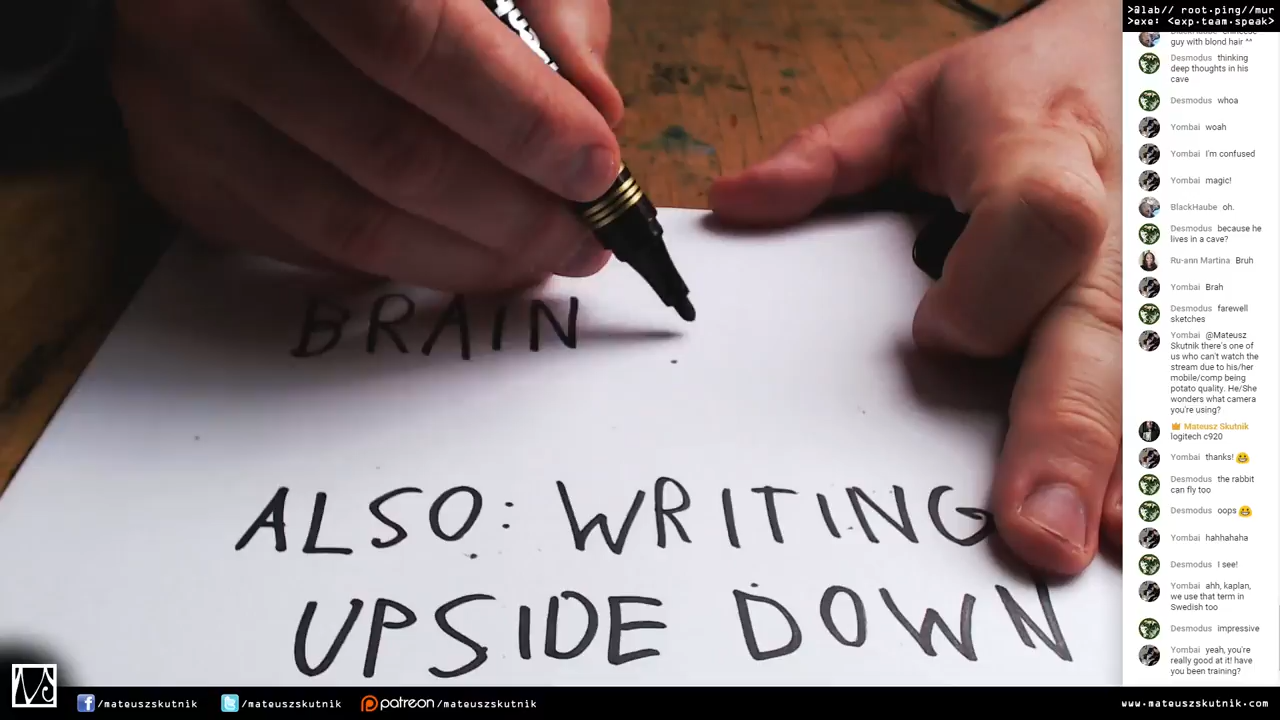 >@lab// root.ping//mur
>exe: <exp.team.speak>
guy with blond hair ^^
Desmodus thinking
deep thoughts in his
cave
Desmodus whoa
Yombai woah
Yombai I'm confused
Yombai magic!
BlackHaube oh.
Desmodus because he
lives in a cave?
Ru-ann Martina Bruh
Yombai Brah
Desmodus farewell
sketches
Yombai @Mateusz
Skutnik there's one of
us who can't watch the
stream due to his/her
mobile/comp being
potato quality. He/She
wonders what camera
you're using?
Mateusz Skutnik
logitech c920
Yombai thanks!
Desmodus the rabbit
can fly too
Desmodus oops
Yombai hahhahaha
Desmodus I see!
Yombai ahh, kaplan,
we use that term in
Swedish too
Desmodus impressive
Yombai yeah, you're
really good at it! have
you been training?
BRAIN
ALSO: WRITING
UPSIDE DOWN
/mateuszskutnik
/mateuszskutnik
patreon/mateuszskutnik
www.mateuszskutnik.com